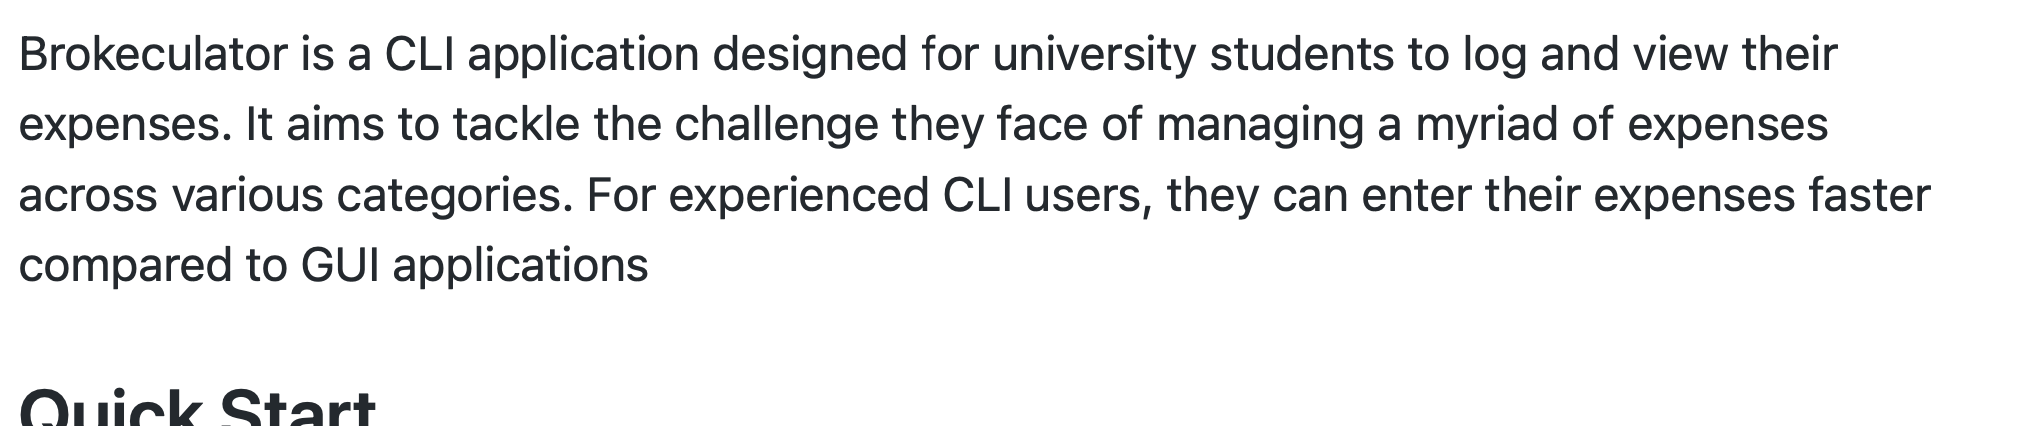 Brokeculator is a CLI application designed for university students to log and view their
expenses. It aims to tackle the challenge they face of managing a myriad of expenses
across various categories. For experienced CLI users, they can enter their expenses faster
compared to GUI applications
Quick Start